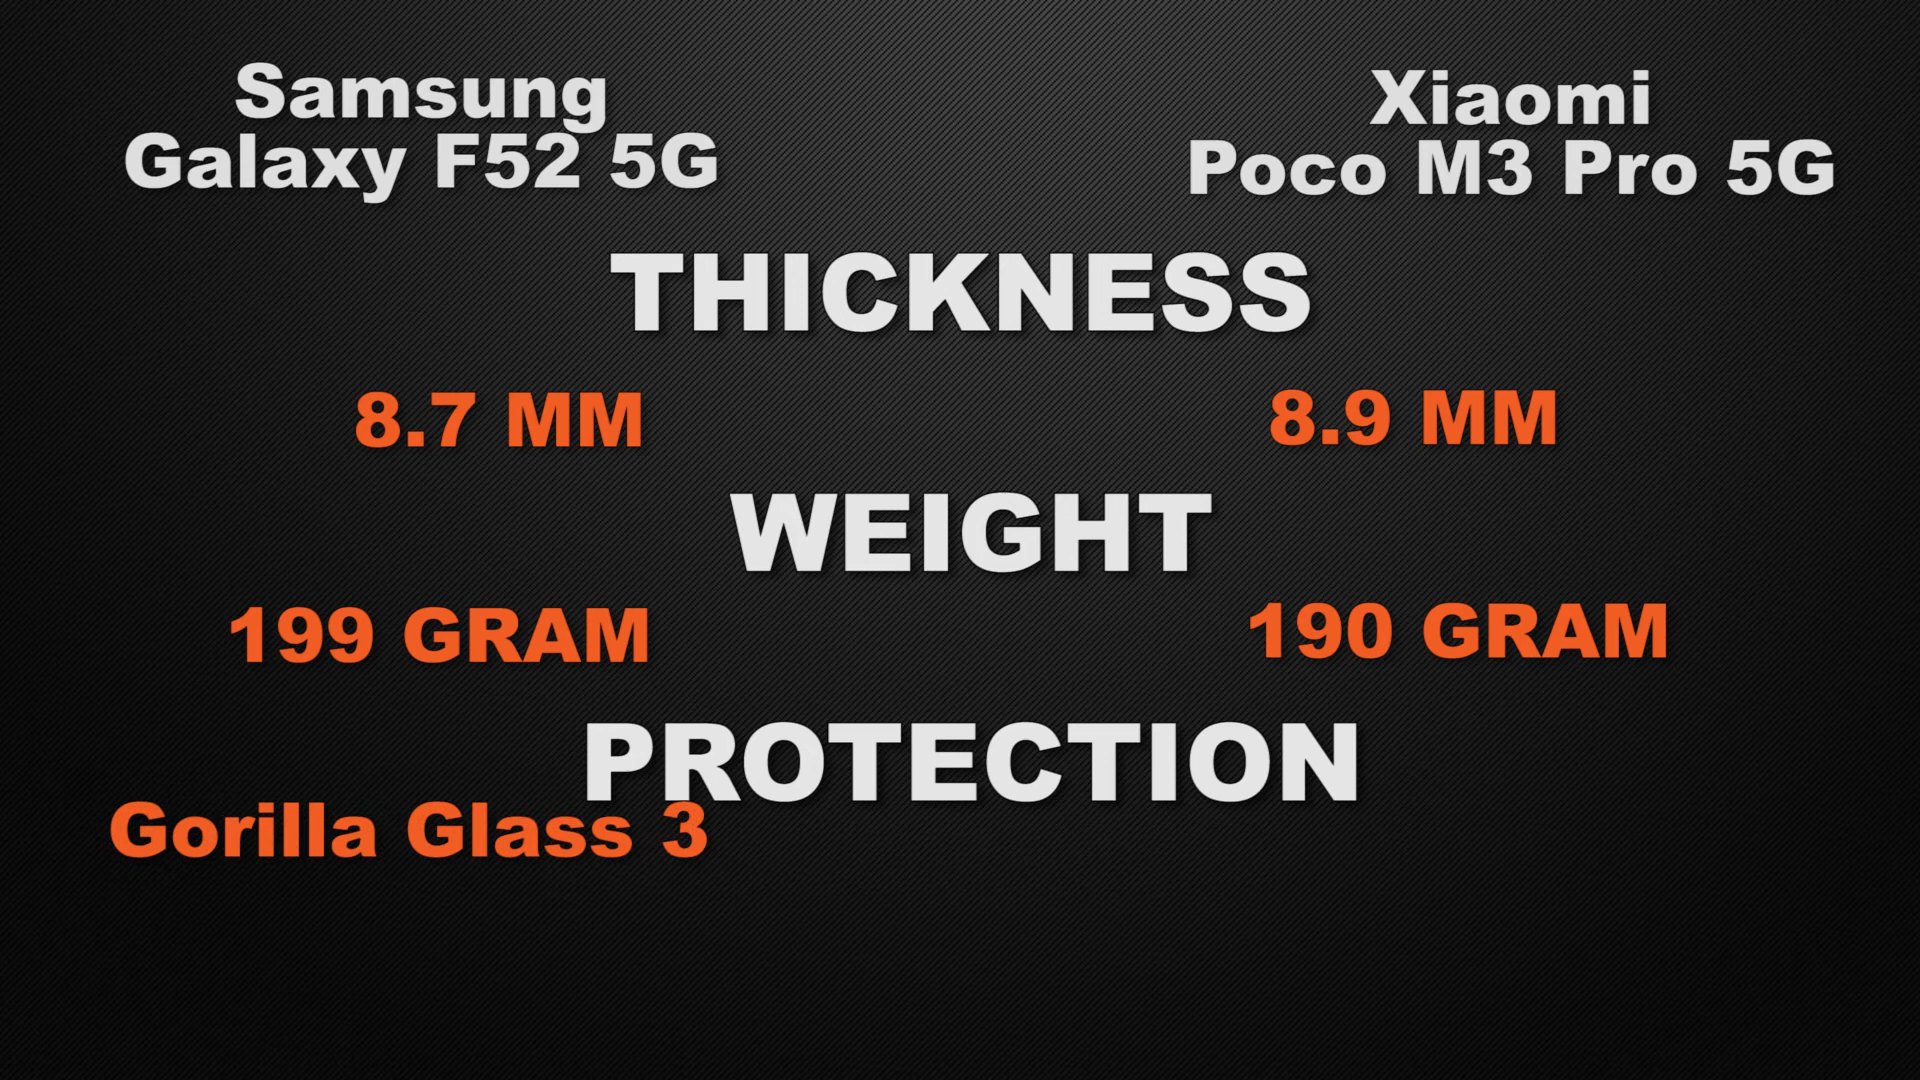 Samsung
Galaxy F52 5G
Xiaomi
Poco M3 Pro 5G
THICKNESS
8.7 MM
8.9 MM
WEIGHT
199 GRAM
190 GRAM
PROTECTION
Gorilla Glass 3